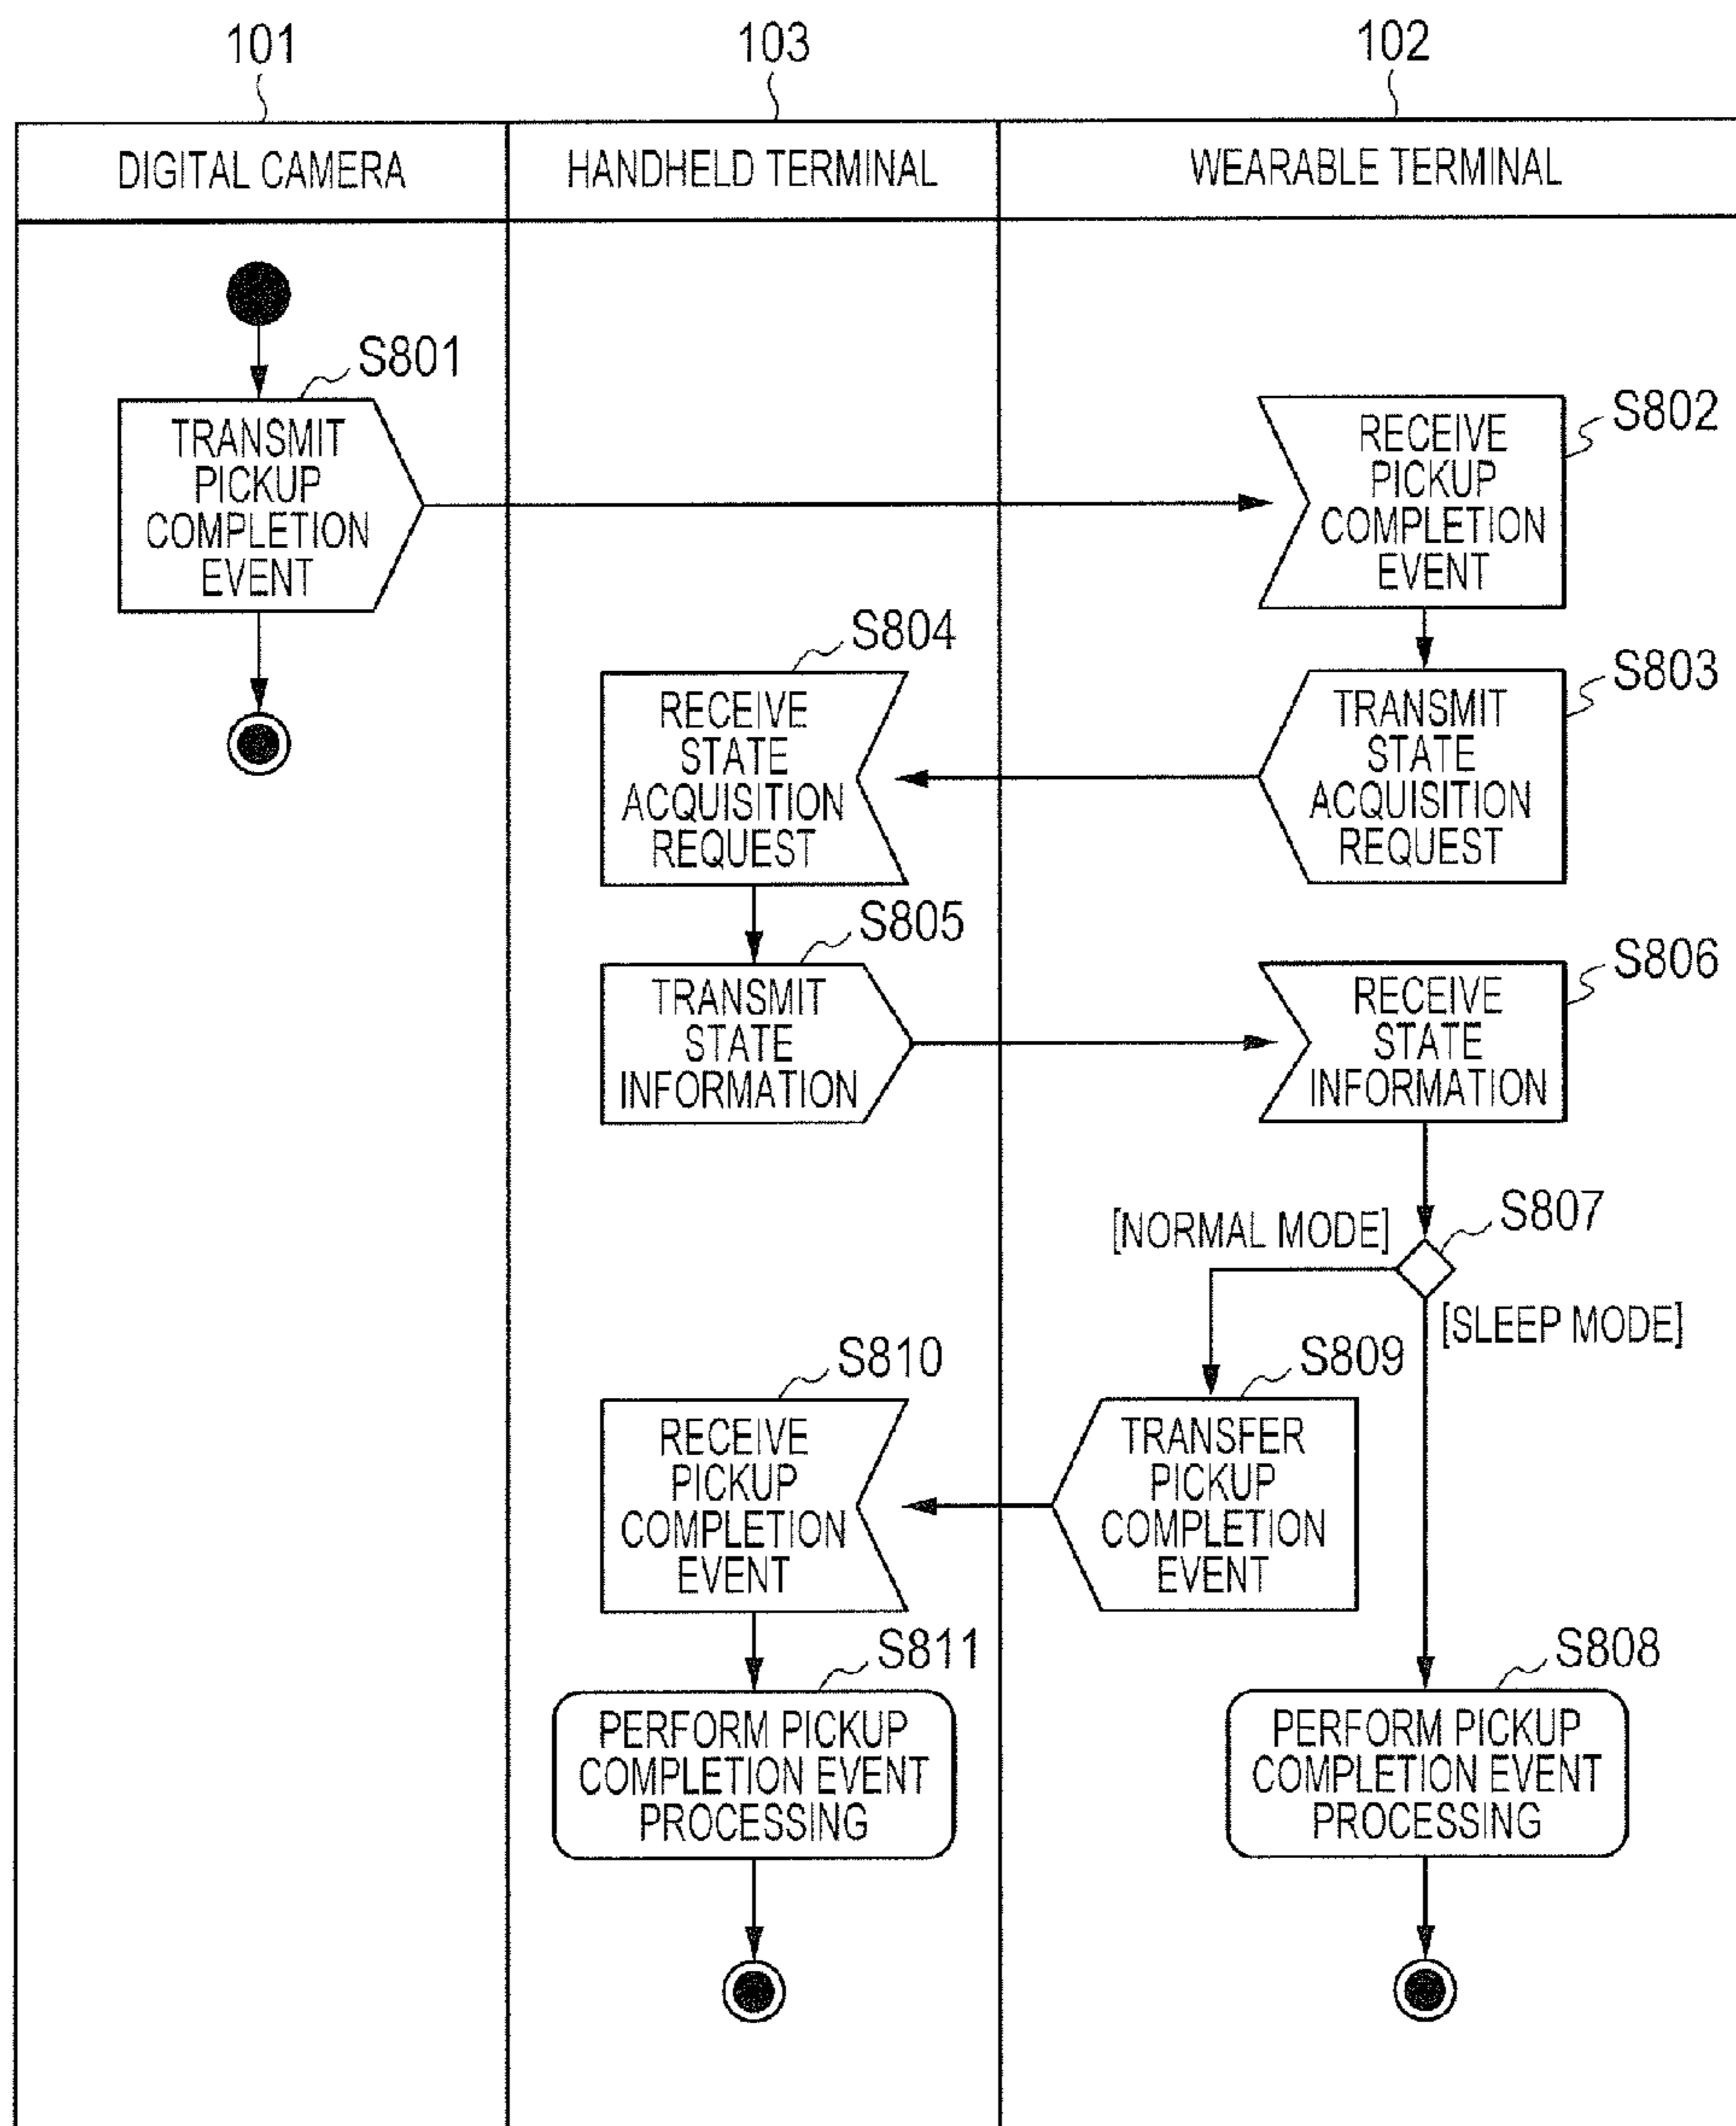 101
103
102
DIGITAL CAMERA
HANDHELD TERMINAL
WEARABLE TERMINAL
S801
TRANSMIT
PICKUP
COMPLETION
EVENT
S802
RECEIVE
PICKUP
COMPLETION
EVENT
S803
TRANSMIT
STATE
ACQUISITION
REQUEST
S804
RECEIVE
STATE
ACQUISITION
REQUEST
S805
TRANSMIT
STATE
INFORMATION
S806
RECEIVE
STATE
INFORMATION
S807
[NORMAL MODE]
[SLEEP MODE]
S809
TRANSFER
PICKUP
COMPLETION
EVENT
S810
RECEIVE
PICKUP
COMPLETION
EVENT
S811
PERFORM PICKUP
COMPLETION EVENT
PROCESSING
S808
PERFORM PICKUP
COMPLETION EVENT
PROCESSING